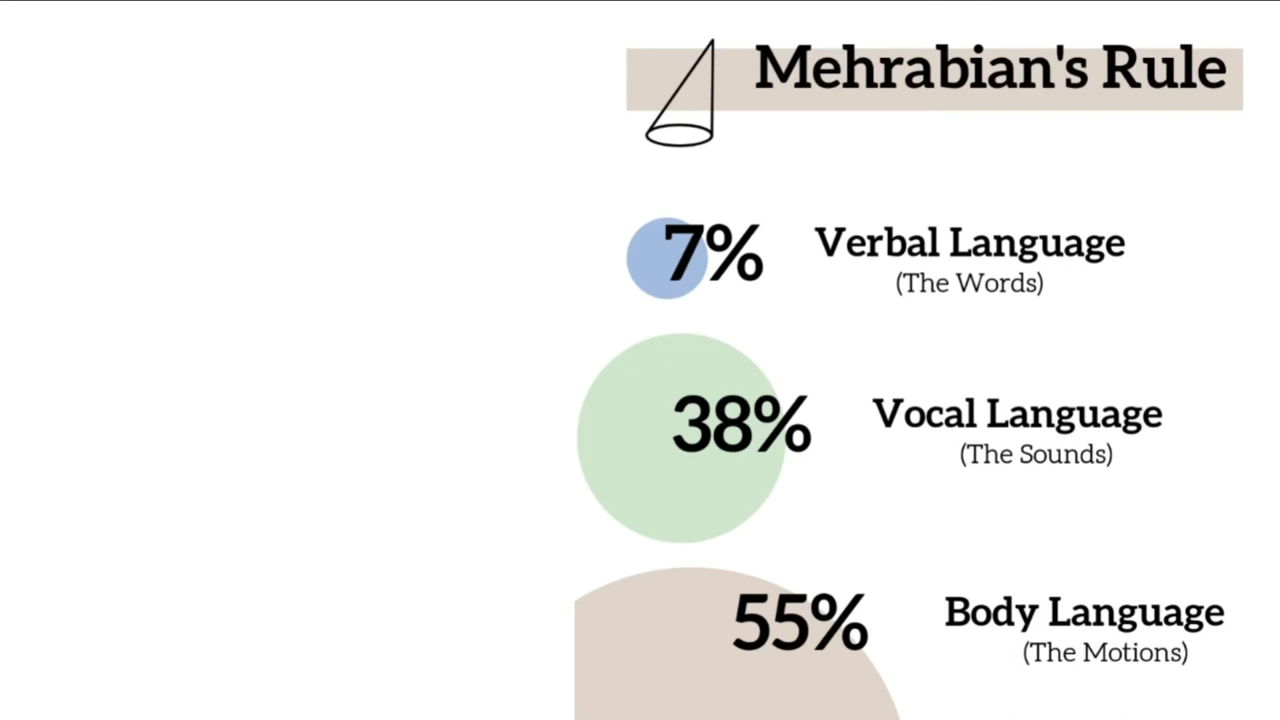 Mehrabian's Rule
7%
Verbal Language
(The Words)
38%
Vocal Language
(The Sounds)
55%
Body Language
(The Motions)